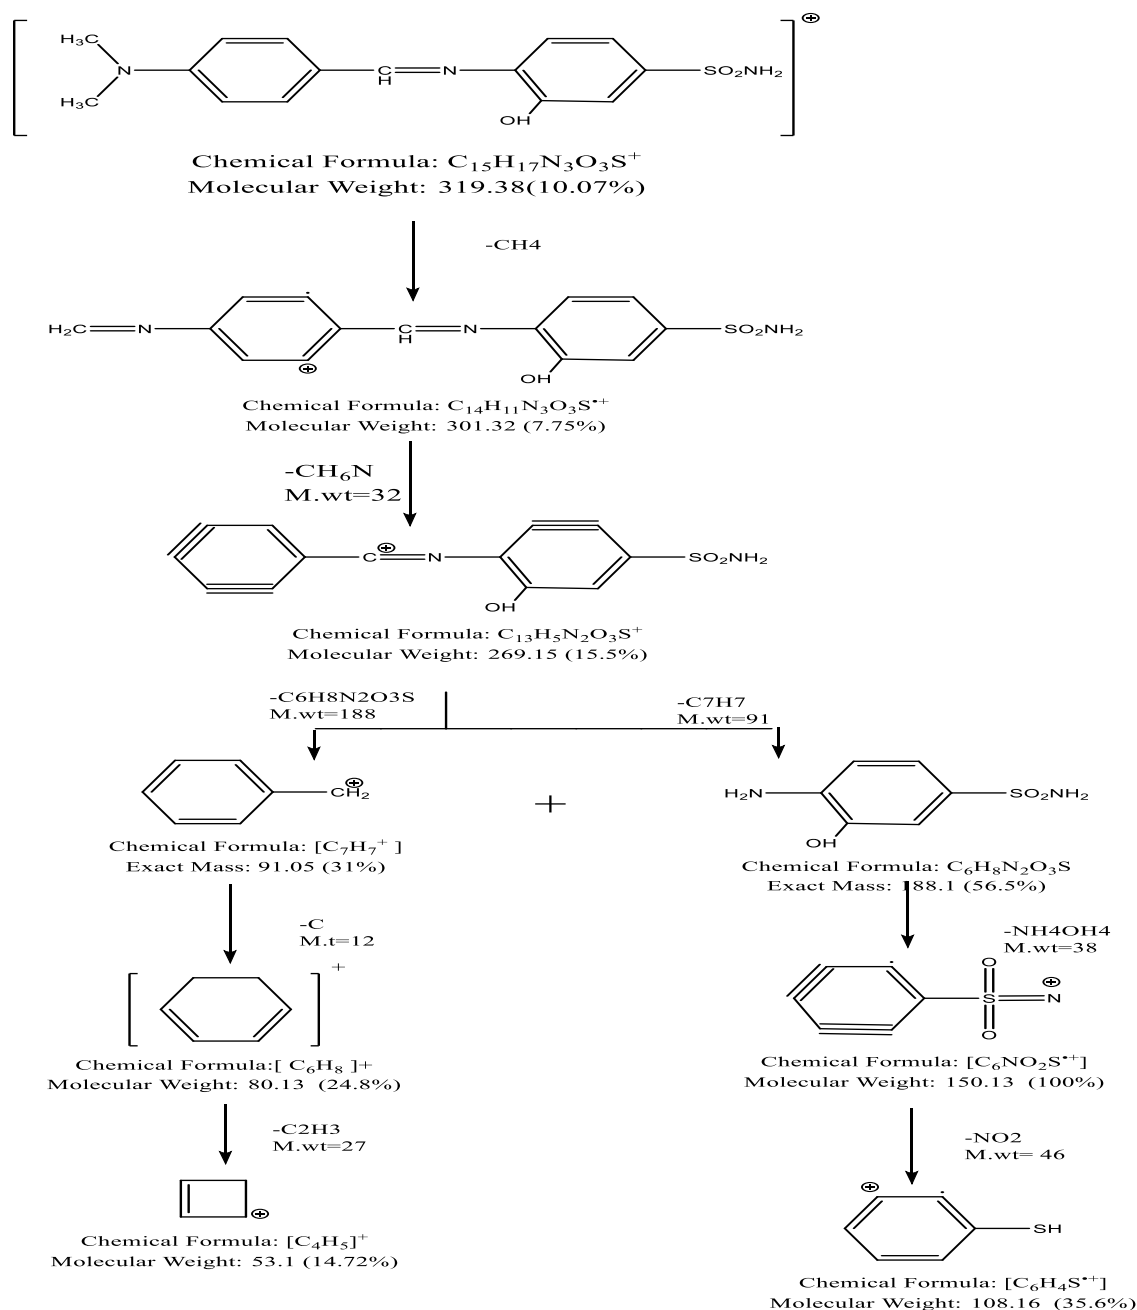 H3C
N
H3C
C
H
N
OH
SO2NH2
⊕
Chemical Formula: C15H17N3O3S+
Molecular Weight: 319.38(10.07%)
-CH4
H2C
N
C
H
N
OH
SO2NH2
⊕
Chemical Formula: C14H11N3O3S•+
Molecular Weight: 301.32 (7.75%)
-CH6N
M.wt=32
C
⊕
N
OH
SO2NH2
Chemical Formula: C13H5N2O3S+
Molecular Weight: 269.15 (15.5%)
-C6H8N2O3S
M.wt=188
-C7H7
M.wt=91
⊕
CH2
+
H2N
OH
SO2NH2
Chemical Formula: [C7H7+ ]
Exact Mass: 91.05 (31%)
Chemical Formula: C6H8N2O3S
Exact Mass: 188.1 (56.5%)
-C
M.t=12
-NH4OH4
M.wt=38
+
O
S
N
⊕
O
Chemical Formula:[ C6H8 ]+
Molecular Weight: 80.13 (24.8%)
Chemical Formula: [C6NO2S•+]
Molecular Weight: 150.13 (100%)
-C2H3
M.wt=27
-NO2
M.wt= 46
⊕
⊕
SH
Chemical Formula: [C4H5]+
Molecular Weight: 53.1 (14.72%)
Chemical Formula: [C6H4S•+]
Molecular Weight: 108.16 (35.6%)